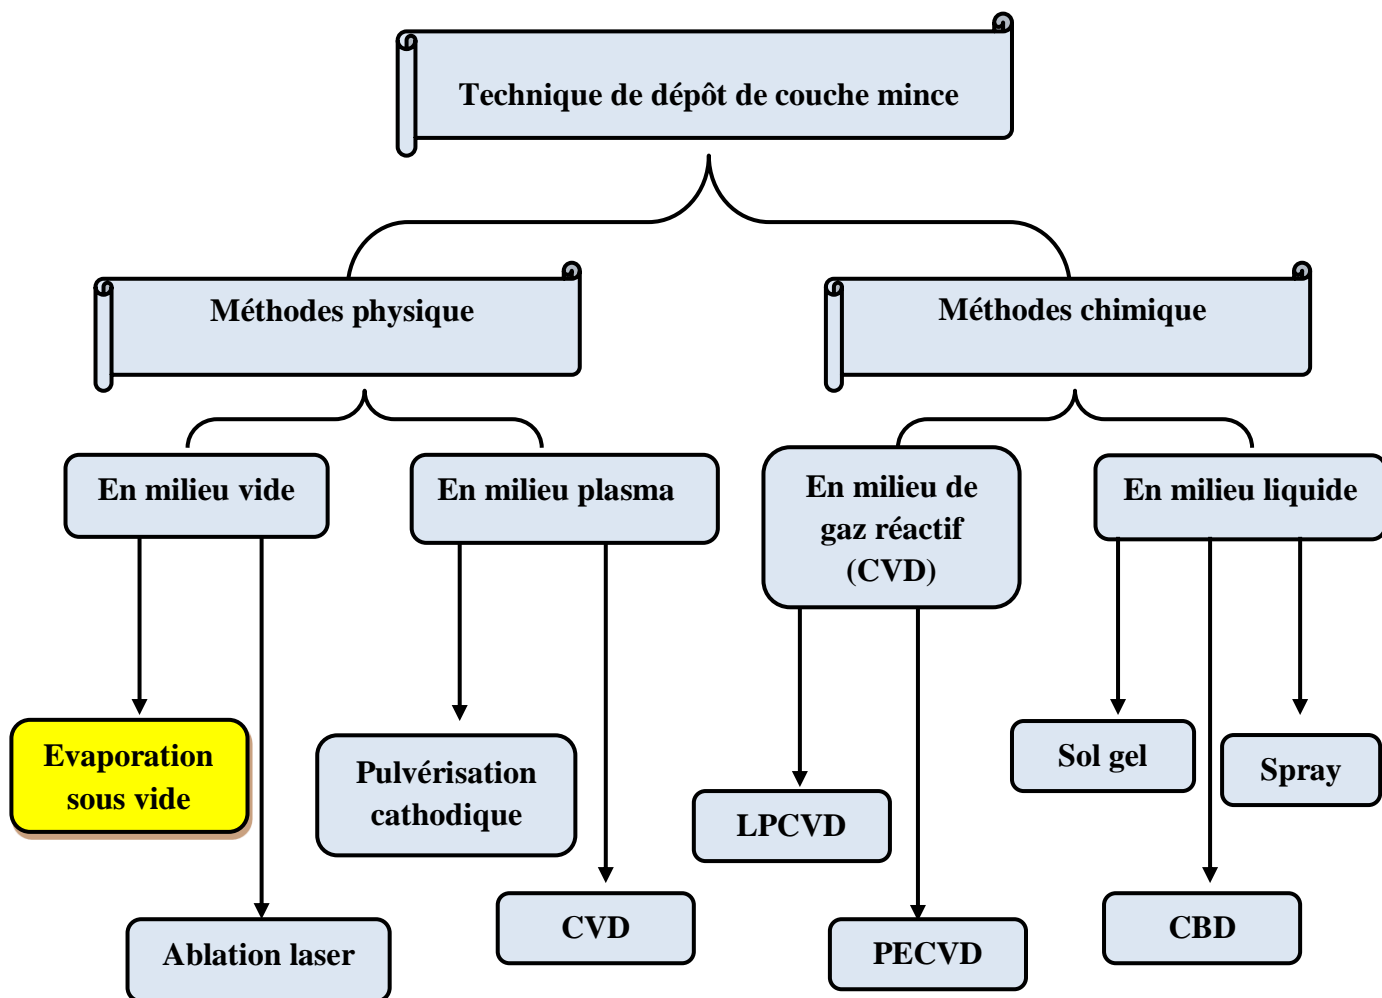 Technique de dépôt de couche mince
Méthodes physique
Méthodes chimique
En milieu vide
En milieu plasma
En milieu de
gaz réactif
(CVD)
En milieu liquide
Evaporation
sous vide
Pulvérisation
cathodique
LPCVD
Sol gel
Spray
Ablation laser
CVD
PECVD
CBD